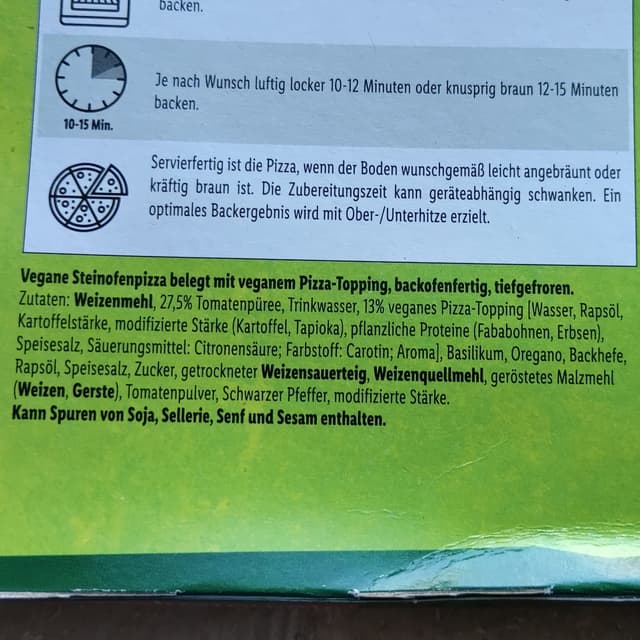 backen.
10-15 Min.
Je nach Wunsch luftig locker 10-12 Minuten oder knusprig braun 12-15 Minuten
backen.
Servierfertig ist die Pizza, wenn der Boden wunschgemäß leicht angebräunt oder
kräftig braun ist. Die Zubereitungszeit kann geräteabhängig schwanken. Ein
optimales Backergebnis wird mit Ober-/Unterhitze erzielt.
Vegane Steinofenpizza belegt mit veganem Pizza-Topping, backofenfertig, tiefgefroren.
Zutaten: Weizenmehl, 27,5% Tomatenpüree, Trinkwasser, 13% veganes Pizza-Topping [Wasser, Rapsöl,
Kartoffelstärke, modifizierte Stärke (Kartoffel, Tapioka), pflanzliche Proteine (Fababohnen, Erbsen),
Speisesalz, Säuerungsmittel: Citronensäure; Farbstoff: Carotin; Aroma], Basilikum, Oregano, Backhefe,
Rapsöl, Speisesalz, Zucker, getrockneter Weizensauerteig, Weizenquellmehl, geröstetes Malzmehl
(Weizen, Gerste), Tomatenpulver, Schwarzer Pfeffer, modifizierte Stärke.
Kann Spuren von Soja, Sellerie, Senf und Sesam enthalten.